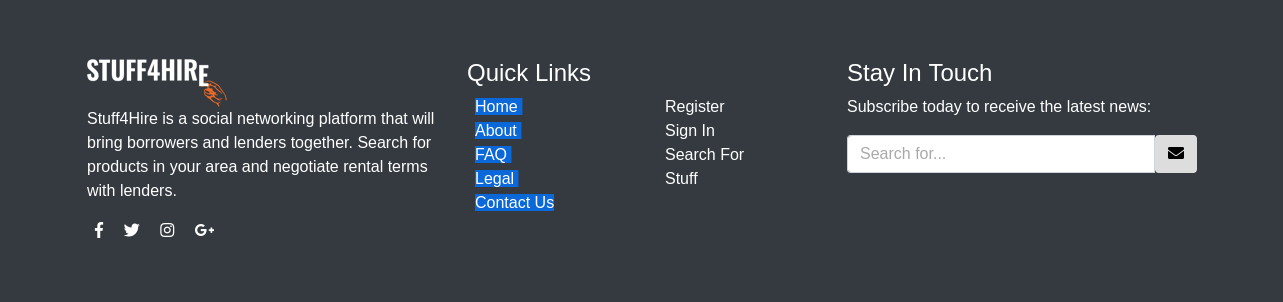 STUFF4HIRE
Stuff4Hire is a social networking platform that will
bring borrowers and lenders together. Search for
products in your area and negotiate rental terms
with lenders.
Quick Links
Home
About
FAQ
Legal
Contact Us
Register
Sign In
Search For
Stuff
Stay In Touch
Subscribe today to receive the latest news:
Search for...